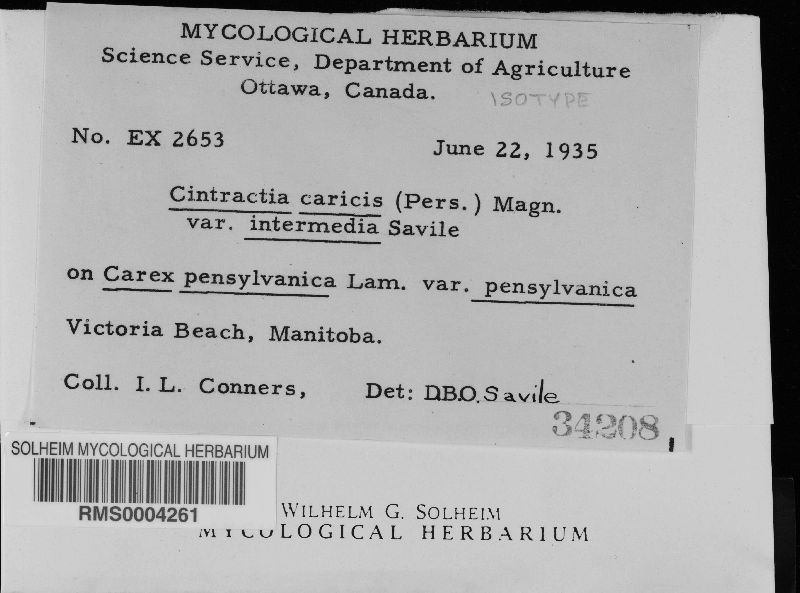 MYCOLOGICAL HERBARIUM
Science Service, Department of Agriculture
Ottawa, Canada.
ISOTYPE
No. EX 2653 June 22, 1935
Cintractia caricis (Pers.) Magn.
var. intermedia Savile
on Carex pensylvanica Lam. var. pensylvanica
Victoria Beach, Manitoba.
Coll. I. L. Conners, Det: D.B.O. Savile
34208
SOLHEIM MYCOLOGICAL HERBARIUM
RMS0004261
WILHELM G. SOLHEIM
MYCOLOGICAL HERBARIUM